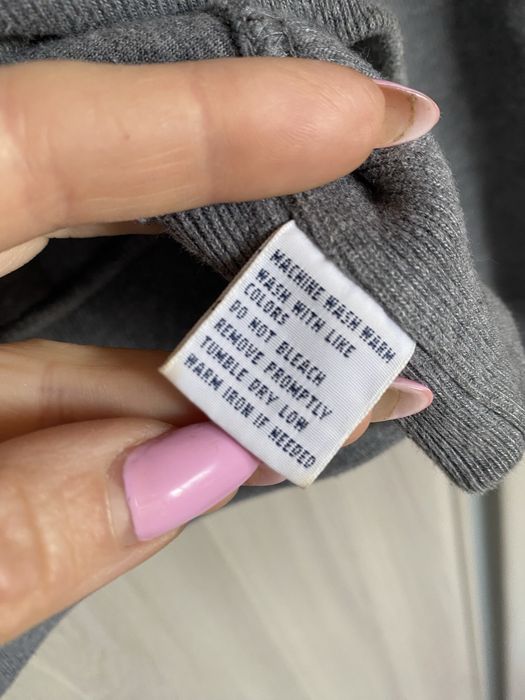 MACHINE WASH WARM
WASH WITH LIKE
COLORS
DO NOT BLEACH
REMOVE PROMPTLY
TUMBLE DRY LOW
WARM IRON IF NEEDED